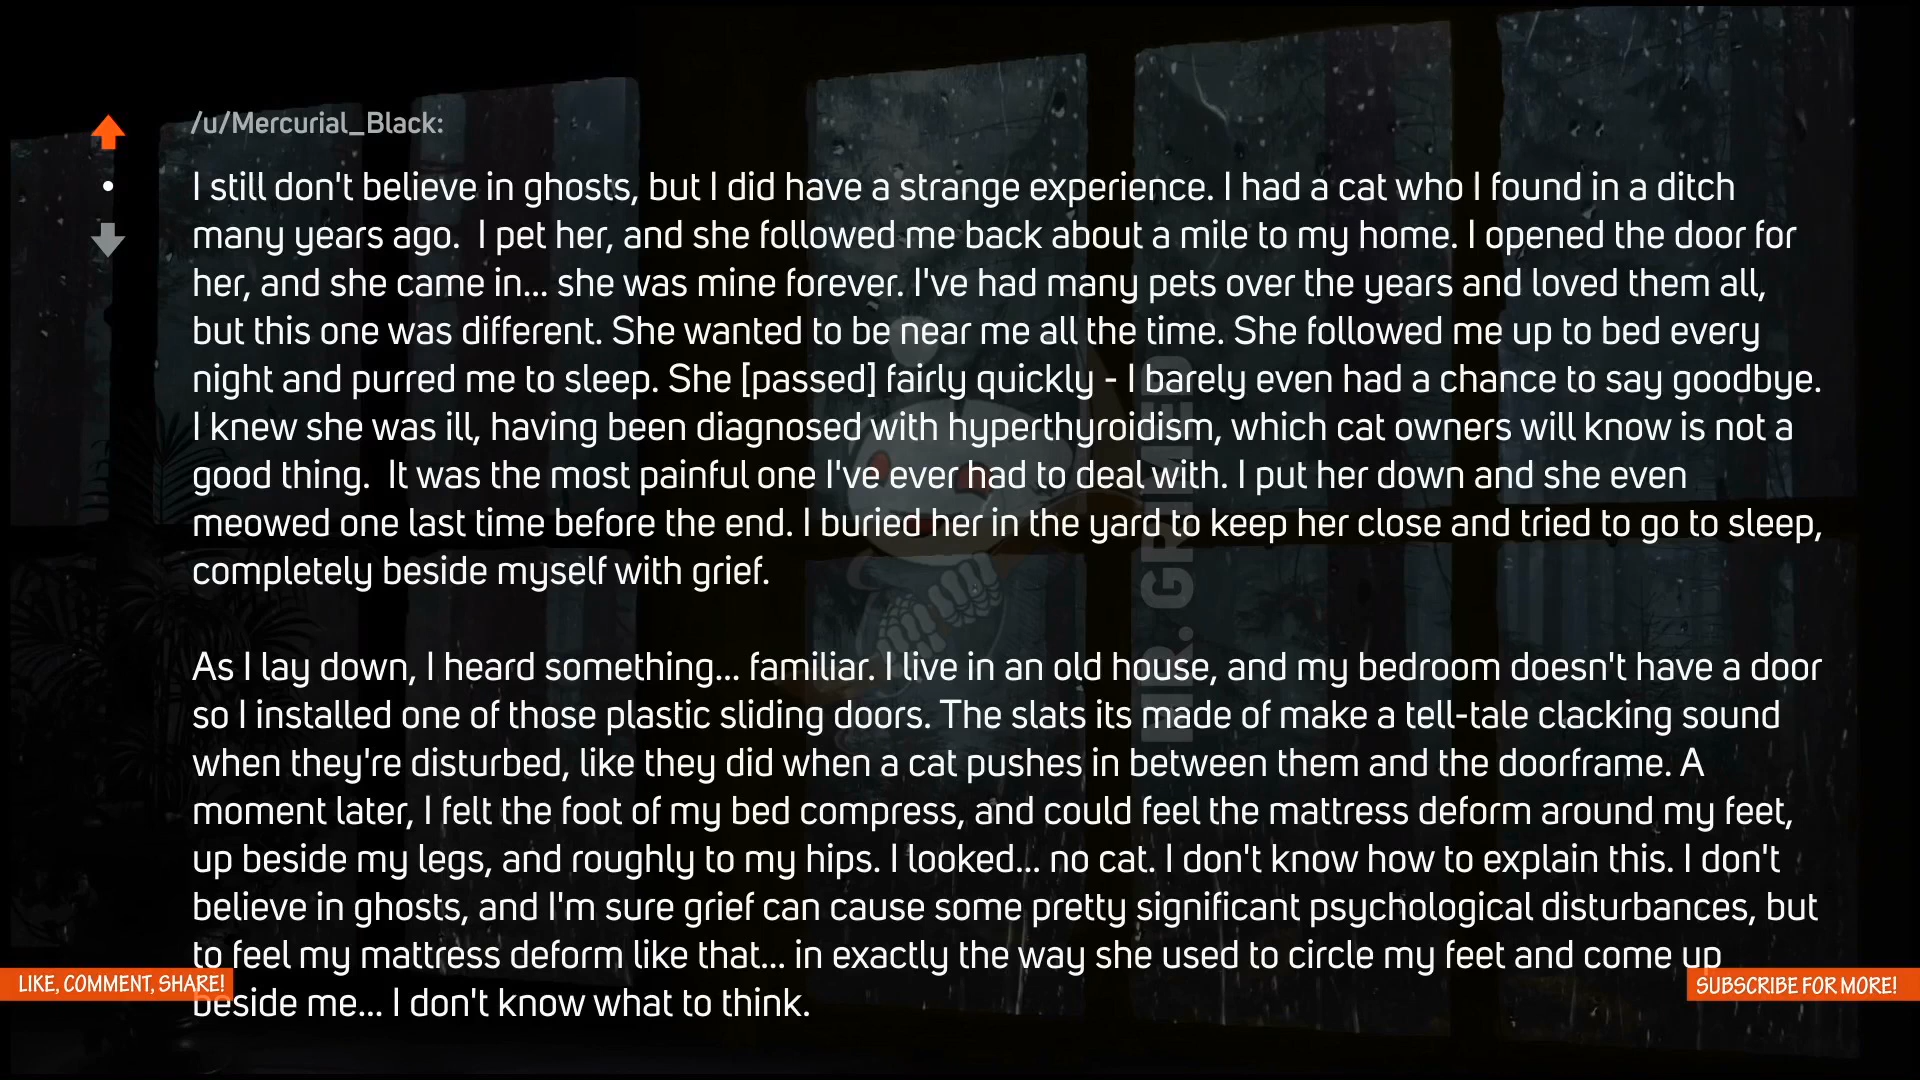 /u/Mercurial_Black:
I still don't believe in ghosts, but I did have a strange experience. I had a cat who I found in a ditch
many years ago.  I pet her, and she followed me back about a mile to my home. I opened the door for
her, and she came in... she was mine forever. I've had many pets over the years and loved them all,
but this one was different. She wanted to be near me all the time. She followed me up to bed every
night and purred me to sleep. She [passed] fairly quickly - I barely even had a chance to say goodbye.
I knew she was ill, having been diagnosed with hyperthyroidism, which cat owners will know is not a
good thing.  It was the most painful one I've ever had to deal with. I put her down and she even
meowed one last time before the end. I buried her in the yard to keep her close and tried to go to sleep,
completely beside myself with grief.
As I lay down, I heard something... familiar. I live in an old house, and my bedroom doesn't have a door
so I installed one of those plastic sliding doors. The slats its made of make a tell-tale clacking sound
when they're disturbed, like they did when a cat pushes in between them and the doorframe. A
moment later, I felt the foot of my bed compress, and could feel the mattress deform around my feet,
up beside my legs, and roughly to my hips. I looked... no cat. I don't know how to explain this. I don't
believe in ghosts, and I'm sure grief can cause some pretty significant psychological disturbances, but
to feel my mattress deform like that... in exactly the way she used to circle my feet and come up
beside me... I don't know what to think.
LIKE, COMMENT, SHARE!
SUBSCRIBE FOR MORE!